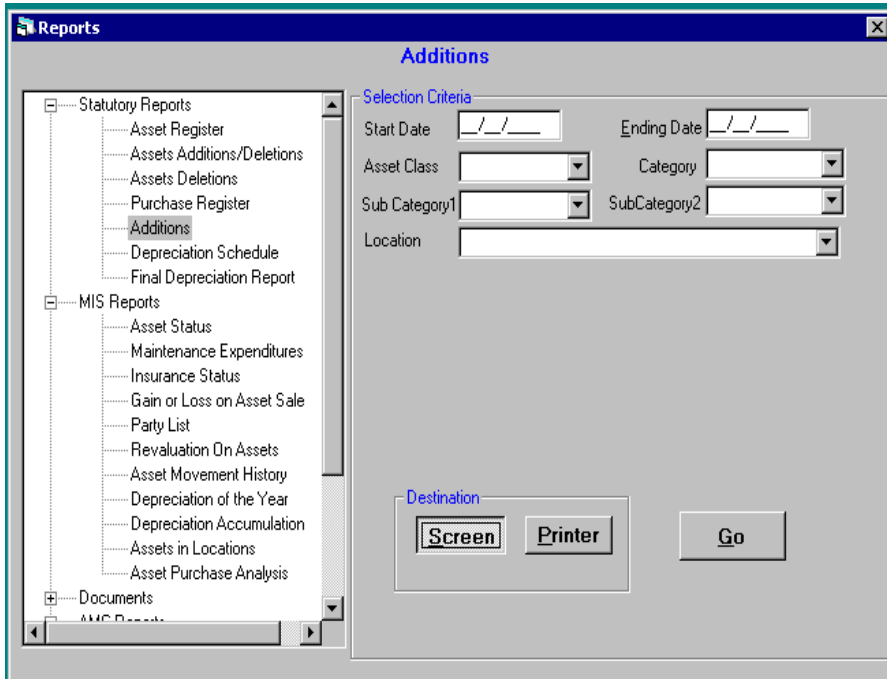 Reports
Additions
Statutory Reports
Asset Register
Assets Additions/Deletions
Assets Deletions
Purchase Register
Additions
Depreciation Schedule
Final Depreciation Report
MIS Reports
Asset Status
Maintenance Expenditures
Insurance Status
Gain or Loss on Asset Sale
Party List
Revaluation On Assets
Asset Movement History
Depreciation of the Year
Depreciation Accumulation
Assets in Locations
Asset Purchase Analysis
Documents
AMS Reports
Selection Criteria
Start Date __/__/____ Ending Date __/__/____
Asset Class Category
Sub Category1 SubCategory2
Location
Destination
Screen Printer Go